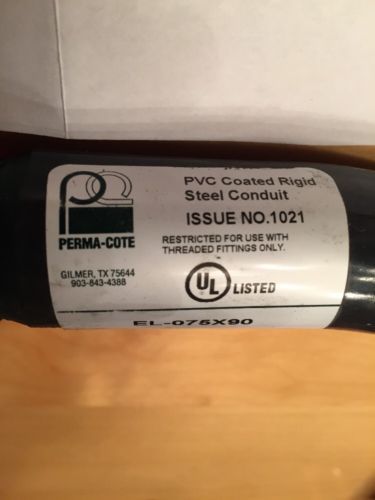 PVC Coated Rigid
Steel Conduit
ISSUE NO.1021
RESTRICTED FOR USE WITH
THREADED FITTINGS ONLY.
PERMA-COTE
GILMER, TX 75644
903-843-4388
UL LISTED
EL-075X90